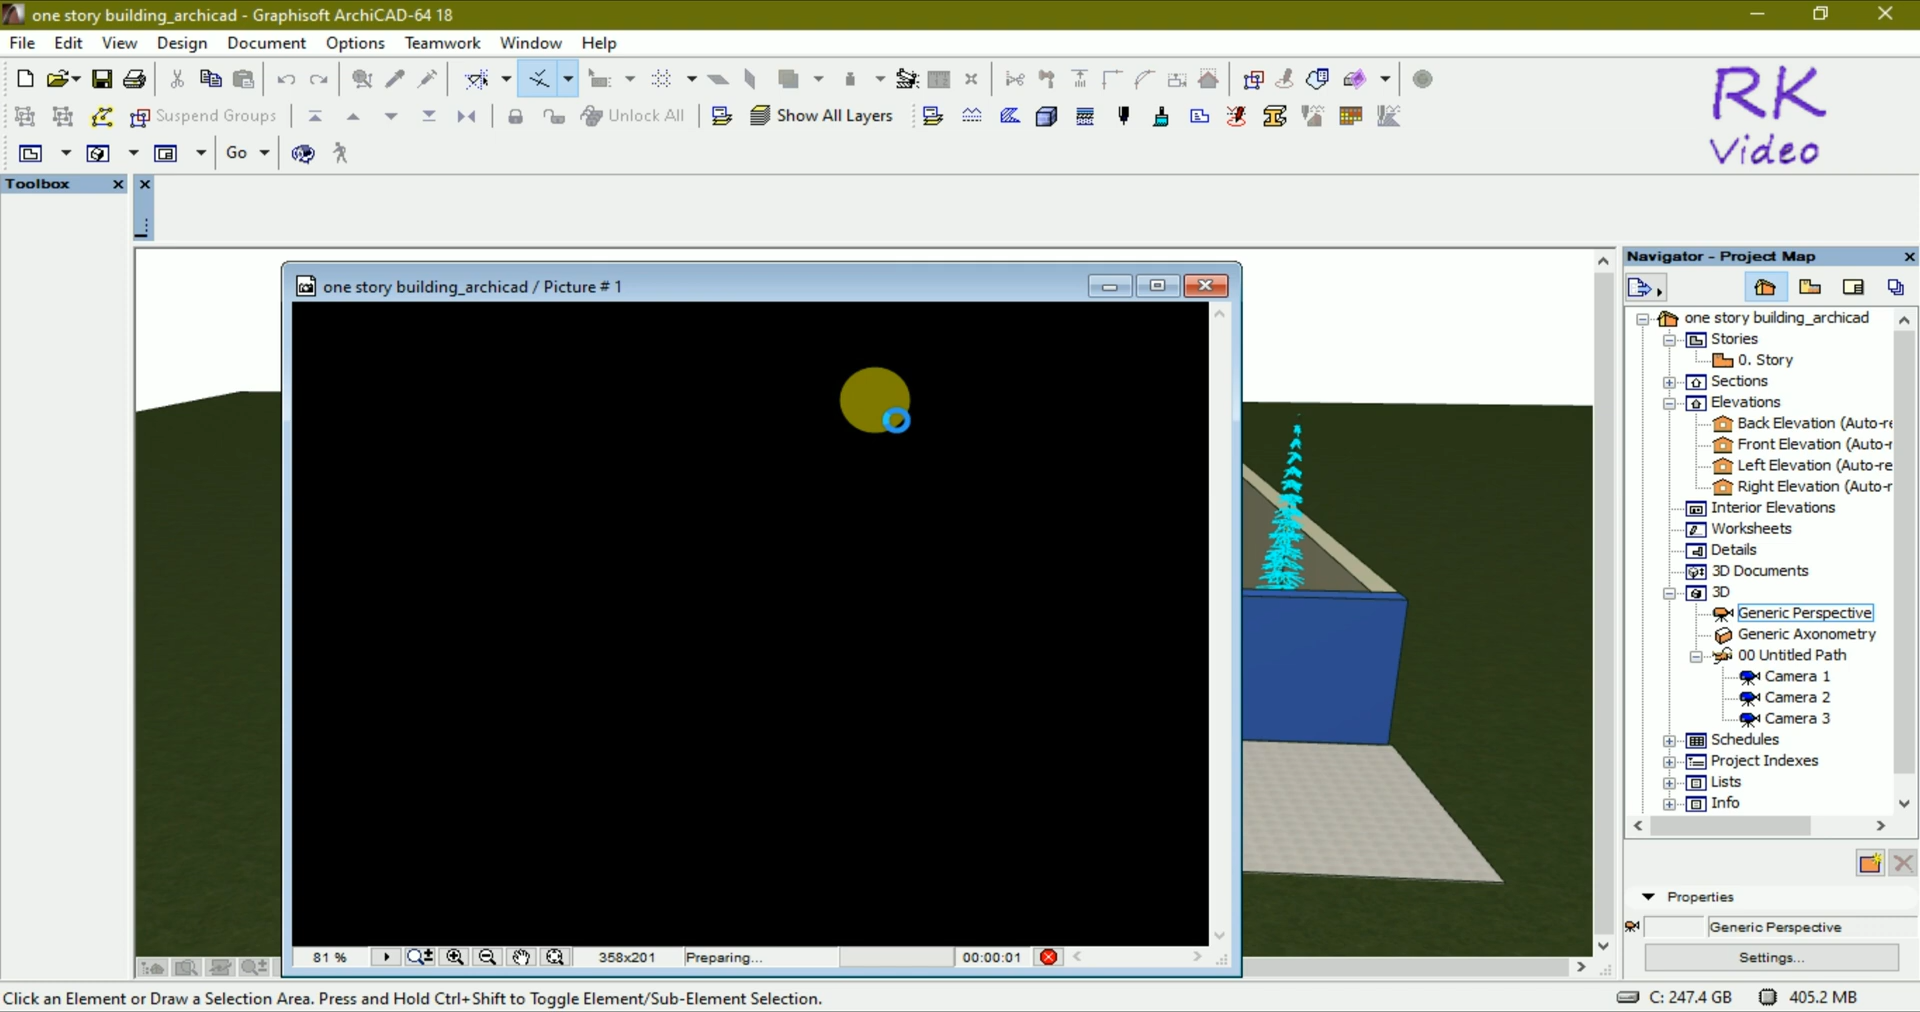 one story building_archicad - Graphisoft ArchiCAD-64 18
File Edit View Design Document Options Teamwork Window Help
RK
Video
Suspend Groups
Unlock All
Show All Layers
Go
Toolbox
one story building_archicad / Picture # 1
81 %
358x201
Preparing...
00:00:01
Navigator - Project Map
one story building_archicad
Stories
0. Story
Sections
Elevations
Back Elevation (Auto-re
Front Elevation (Auto-r
Left Elevation (Auto-re
Right Elevation (Auto-r
Interior Elevations
Worksheets
Details
3D Documents
3D
Generic Perspective
Generic Axonometry
00 Untitled Path
Camera 1
Camera 2
Camera 3
Schedules
Project Indexes
Lists
Info
Properties
Generic Perspective
Settings...
Click an Element or Draw a Selection Area. Press and Hold Ctrl+Shift to Toggle Element/Sub-Element Selection.
C: 247.4 GB
405.2 MB